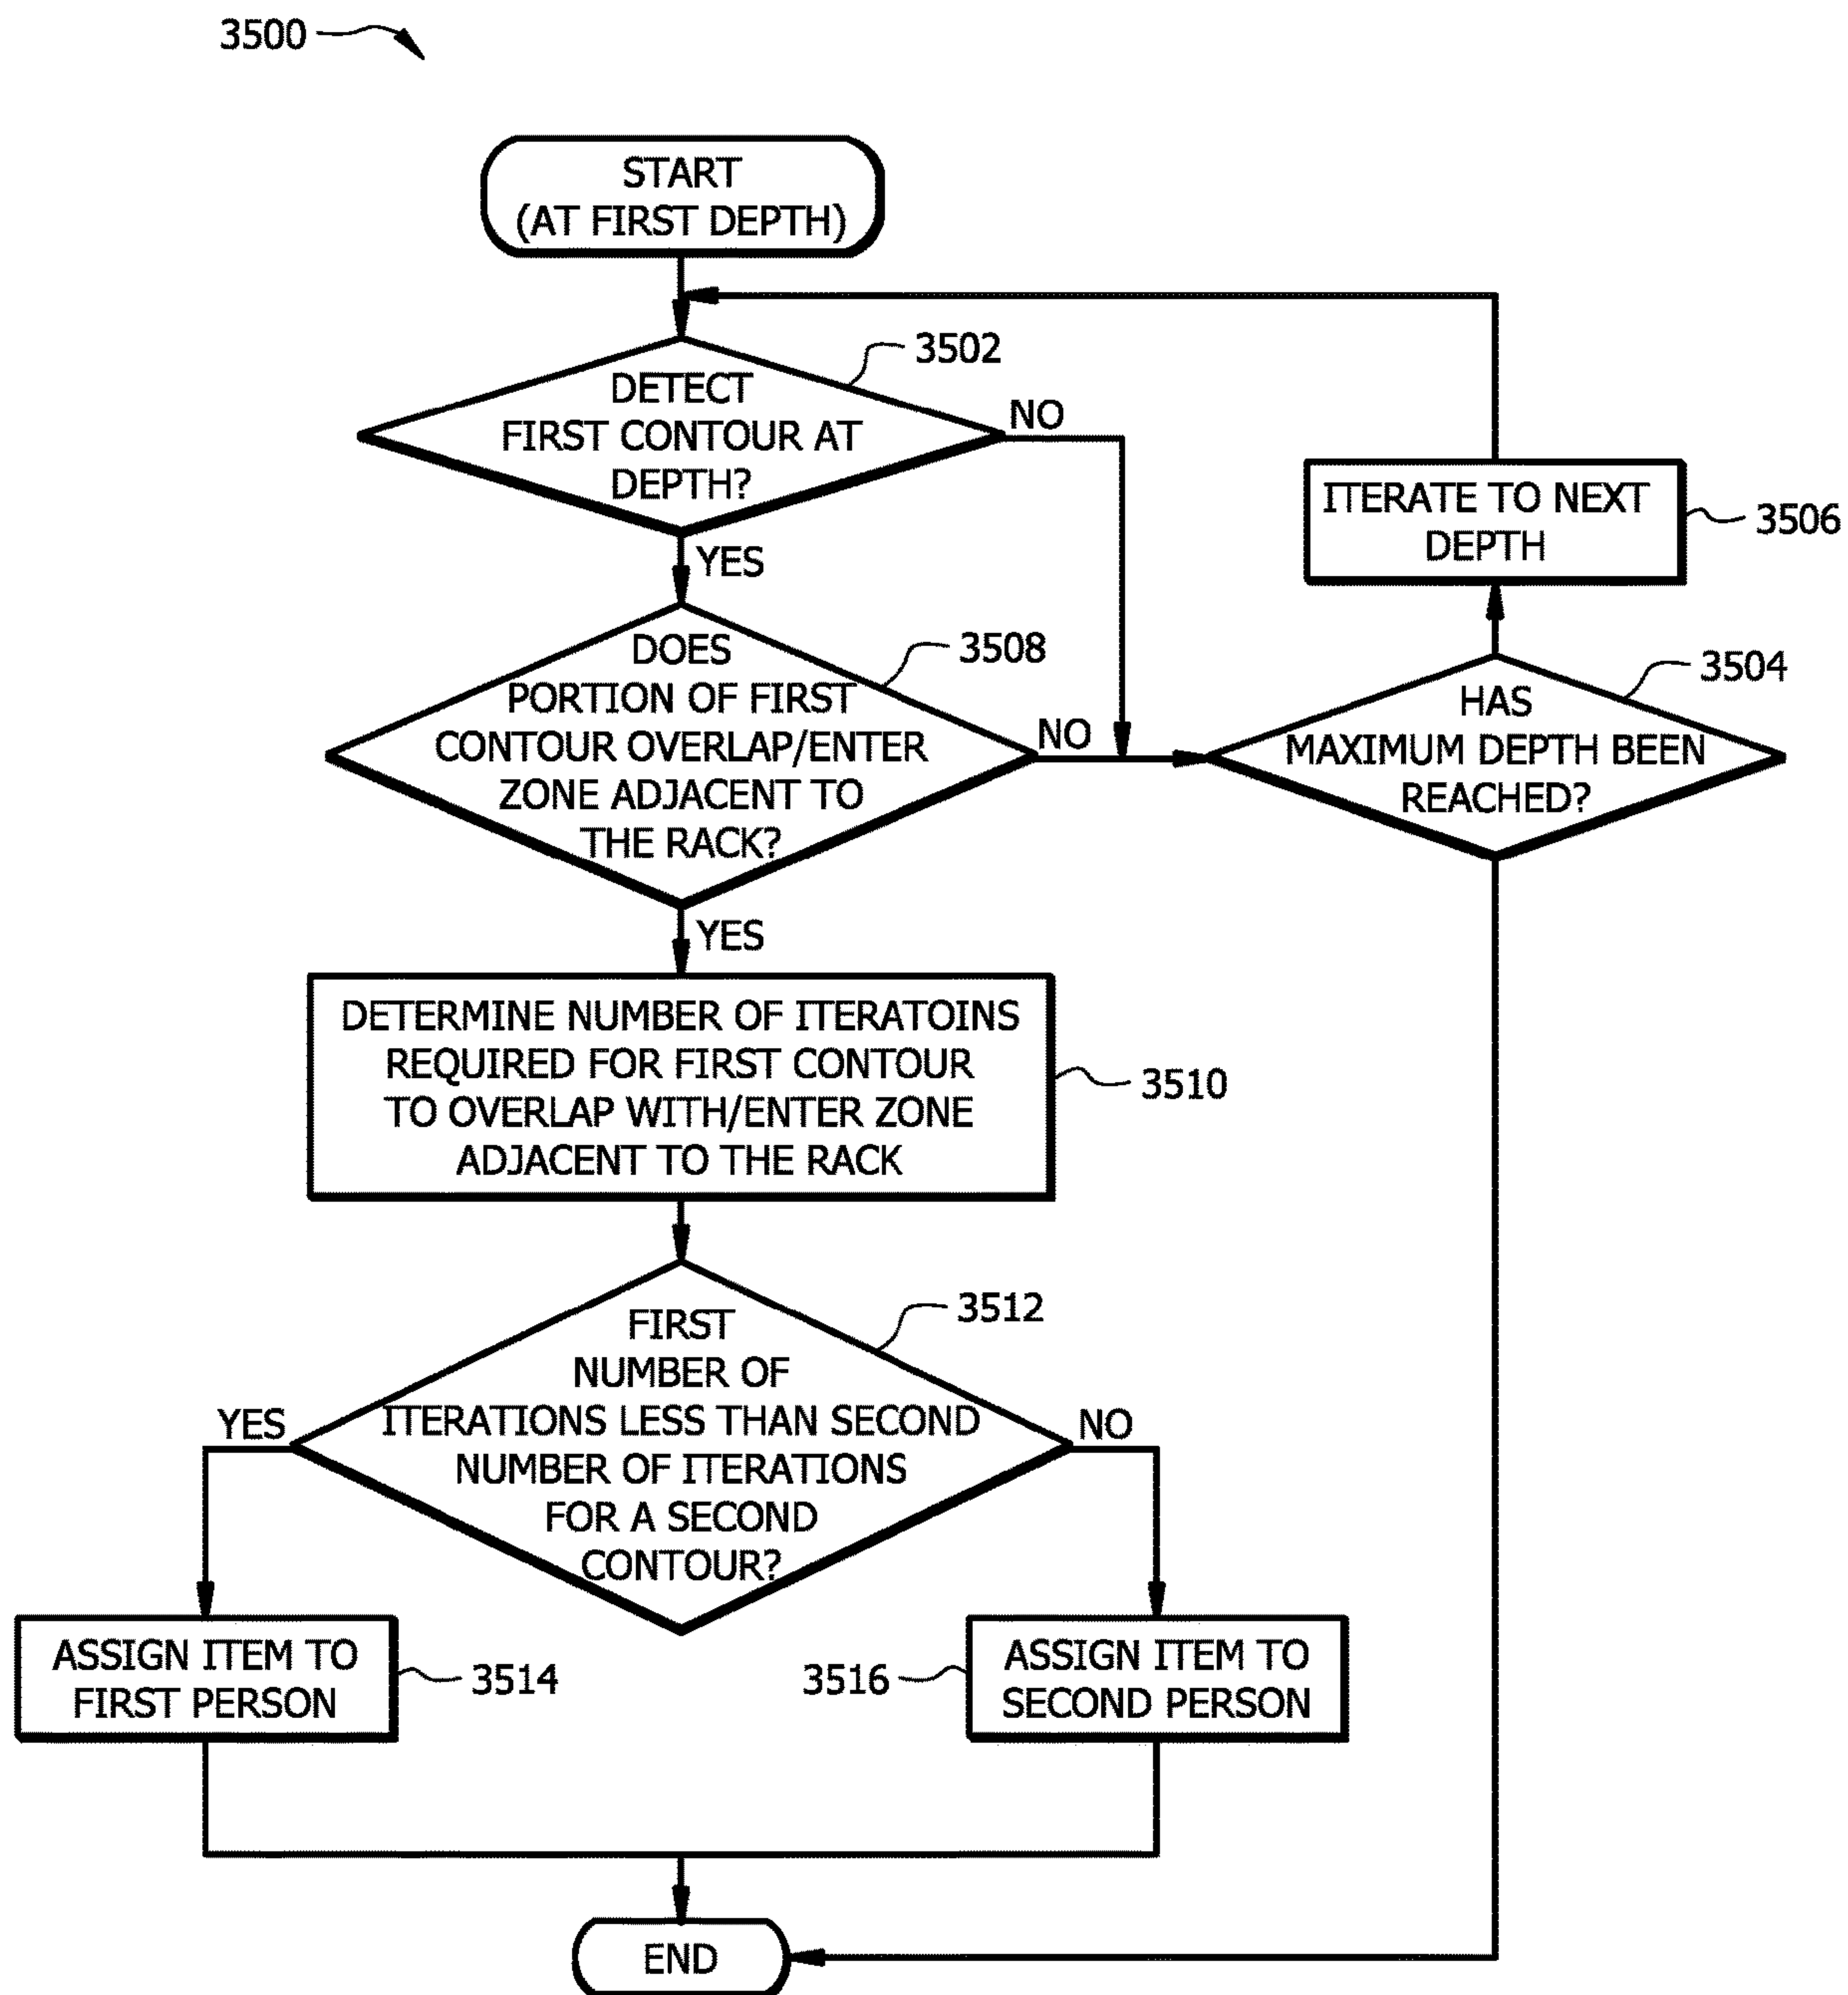 3500
START
(AT FIRST DEPTH)
3502
DETECT
FIRST CONTOUR AT
DEPTH?
NO
YES
ITERATE TO NEXT
DEPTH
3506
DOES
PORTION OF FIRST
CONTOUR OVERLAP/ENTER
ZONE ADJACENT TO
THE RACK?
3508
NO
YES
3504
HAS
MAXIMUM DEPTH BEEN
REACHED?
DETERMINE NUMBER OF ITERATOINS
REQUIRED FOR FIRST CONTOUR
TO OVERLAP WITH/ENTER ZONE
ADJACENT TO THE RACK
3510
3512
FIRST
NUMBER OF
ITERATIONS LESS THAN SECOND
NUMBER OF ITERATIONS
FOR A SECOND
CONTOUR?
YES
NO
ASSIGN ITEM TO
FIRST PERSON
3514
3516
ASSIGN ITEM TO
SECOND PERSON
END